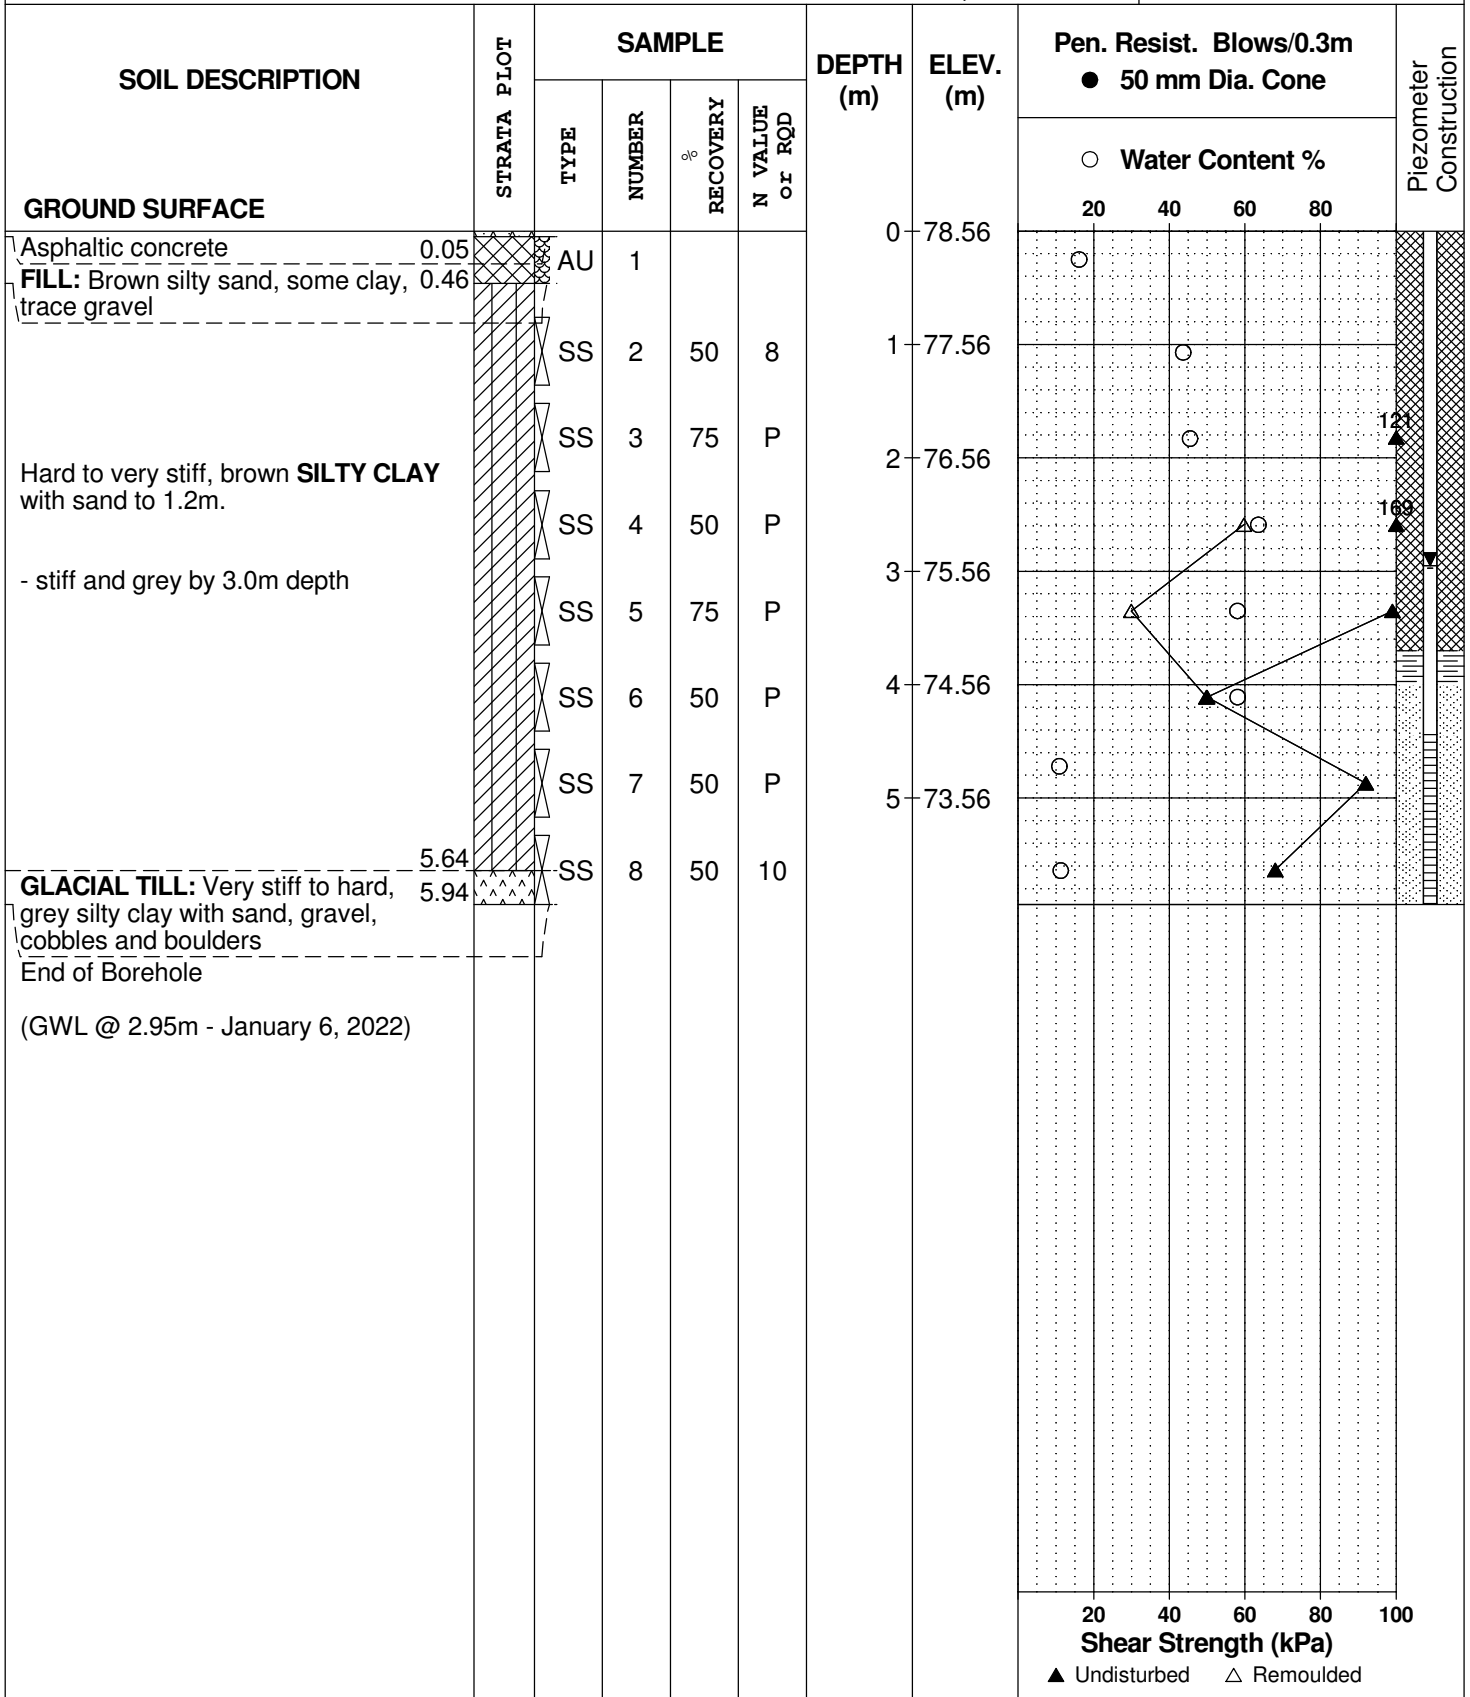 SOIL DESCRIPTION
GROUND SURFACE
STRATA PLOT
SAMPLE
TYPE
NUMBER
% RECOVERY
N VALUE or RQD
DEPTH (m)
ELEV. (m)
Pen. Resist. Blows/0.3m
● 50 mm Dia. Cone
○ Water Content %
20 40 60 80
Piezometer Construction
Asphaltic concrete 0.05
FILL: Brown silty sand, some clay, 0.46
trace gravel
Hard to very stiff, brown SILTY CLAY
with sand to 1.2m.
- stiff and grey by 3.0m depth
5.64
GLACIAL TILL: Very stiff to hard, 5.94
grey silty clay with sand, gravel,
cobbles and boulders
End of Borehole
(GWL @ 2.95m - January 6, 2022)
AU 1
SS 2 50 8
SS 3 75 P
SS 4 50 P
SS 5 75 P
SS 6 50 P
SS 7 50 P
SS 8 50 10
0 78.56
1 77.56
2 76.56
3 75.56
4 74.56
5 73.56
121
169
20 40 60 80 100
Shear Strength (kPa)
▲ Undisturbed △ Remoulded